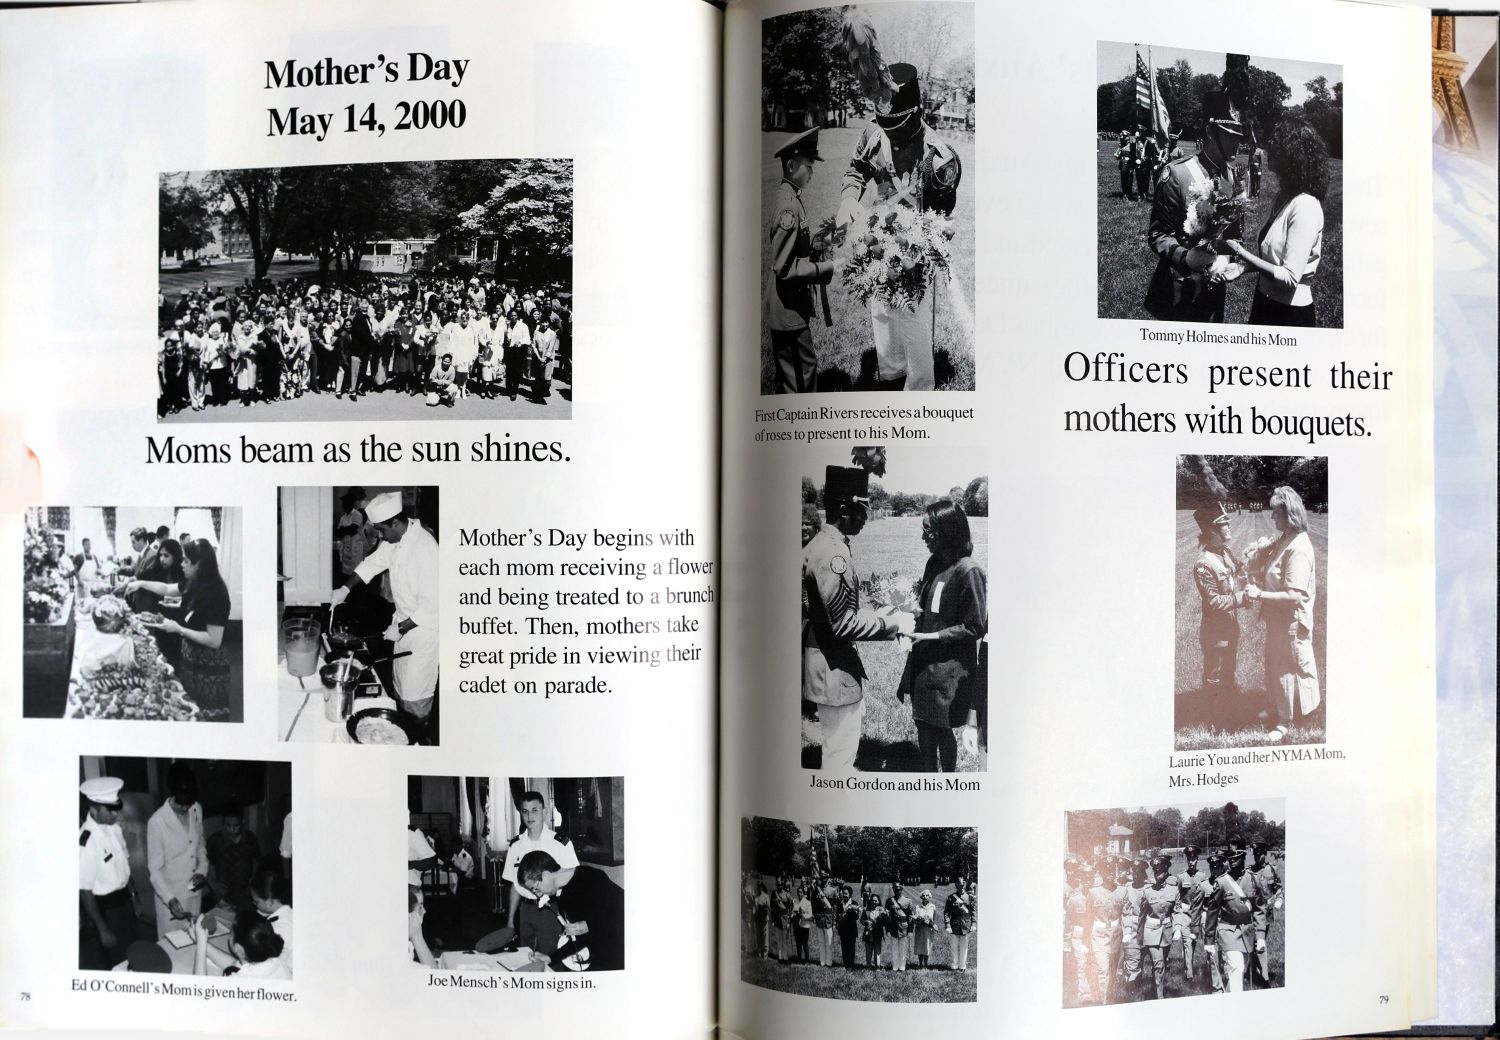 Mother's Day
May 14, 2000
Moms beam as the sun shines.
Mother's Day begins with
each mom receiving a flower
and being treated to a brunch
buffet. Then, mothers take
great pride in viewing their
cadet on parade.
Ed O'Connell's Mom is given her flower.
Joe Mensch's Mom signs in.
78
First Captain Rivers receives a bouquet
of roses to present to his Mom.
Tommy Holmes and his Mom
Officers present their
mothers with bouquets.
Jason Gordon and his Mom
Laurie You and her NYMA Mom,
Mrs. Hodges
79